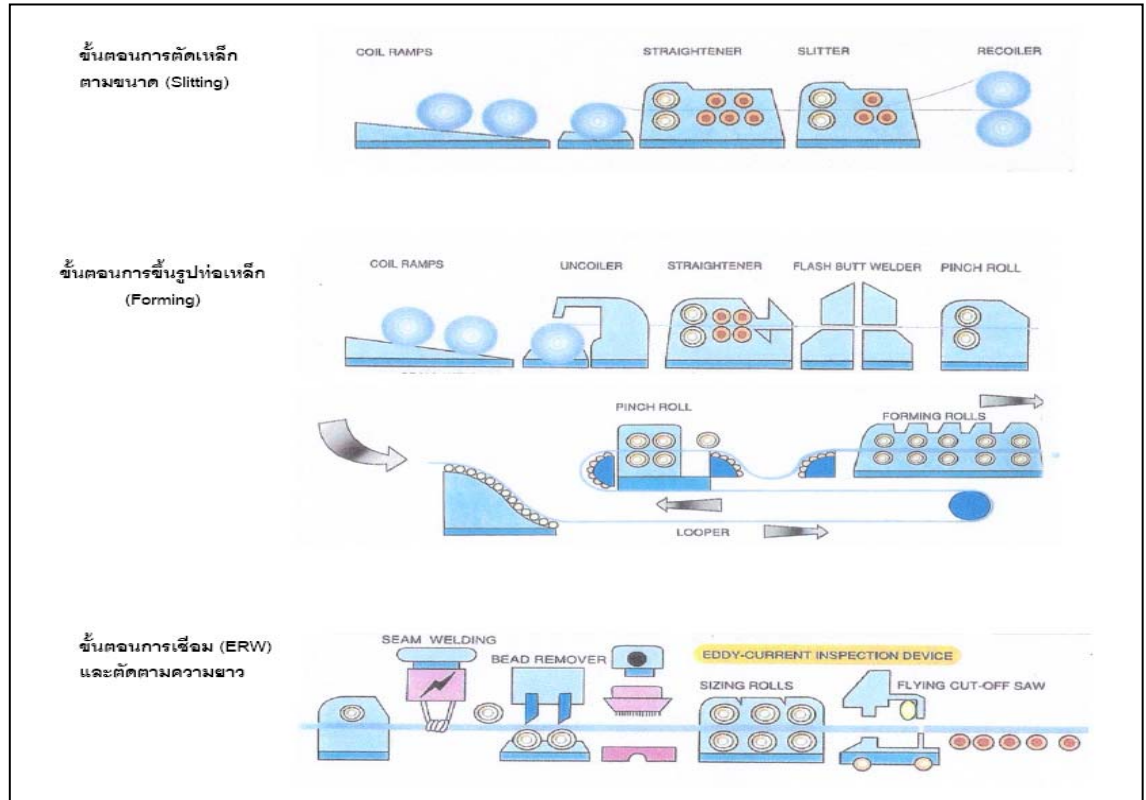 ขั้นตอนการตัดเหล็ก
ตามขนาด (Slitting)
COIL RAMPS
STRAIGHTENER
SLITTER
RECOILER
ขั้นตอนการขึ้นรูปท่อเหล็ก
(Forming)
COIL RAMPS
UNCOILER
STRAIGHTENER
FLASH BUTT WELDER
PINCH ROLL
PINCH ROLL
FORMING ROLLS
LOOPER
ขั้นตอนการเชื่อม (ERW)
และตัดตามความยาว
SEAM WELDING
BEAD REMOVER
EDDY-CURRENT INSPECTION DEVICE
SIZING ROLLS
FLYING CUT-OFF SAW